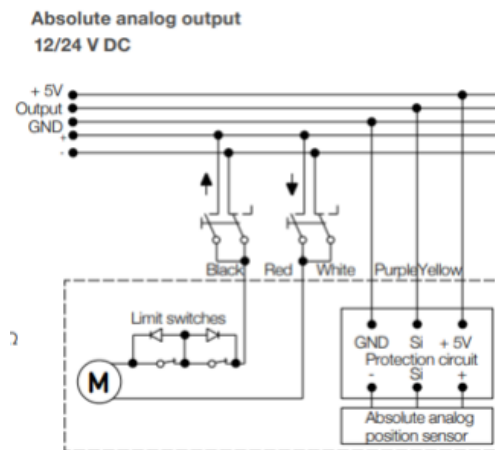 Absolute analog output
12/24 V DC
+ 5V
Output
GND
+
-
Black Red White Purple Yellow
Limit switches
M
GND Si + 5V
Protection circuit
- Si +
Absolute analog
position sensor